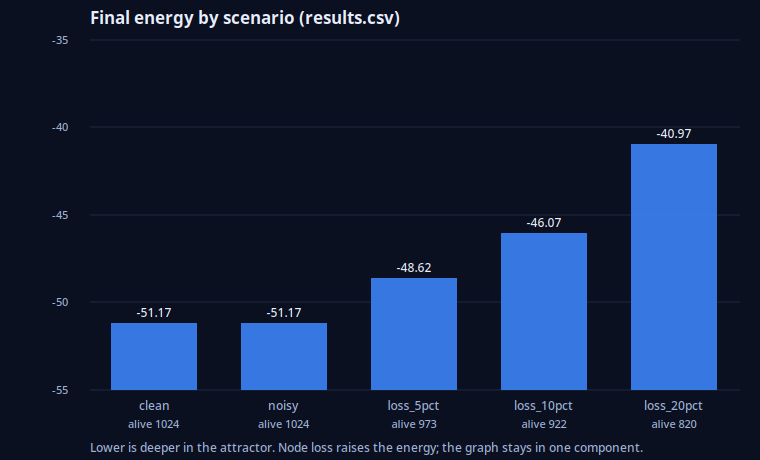 Final energy by scenario (results.csv)
-35
-40
-45
-50
-55
-51.17
-51.17
-48.62
-46.07
-40.97
clean
noisy
loss_5pct
loss_10pct
loss_20pct
alive 1024
alive 1024
alive 973
alive 922
alive 820
Lower is deeper in the attractor. Node loss raises the energy; the graph stays in one component.